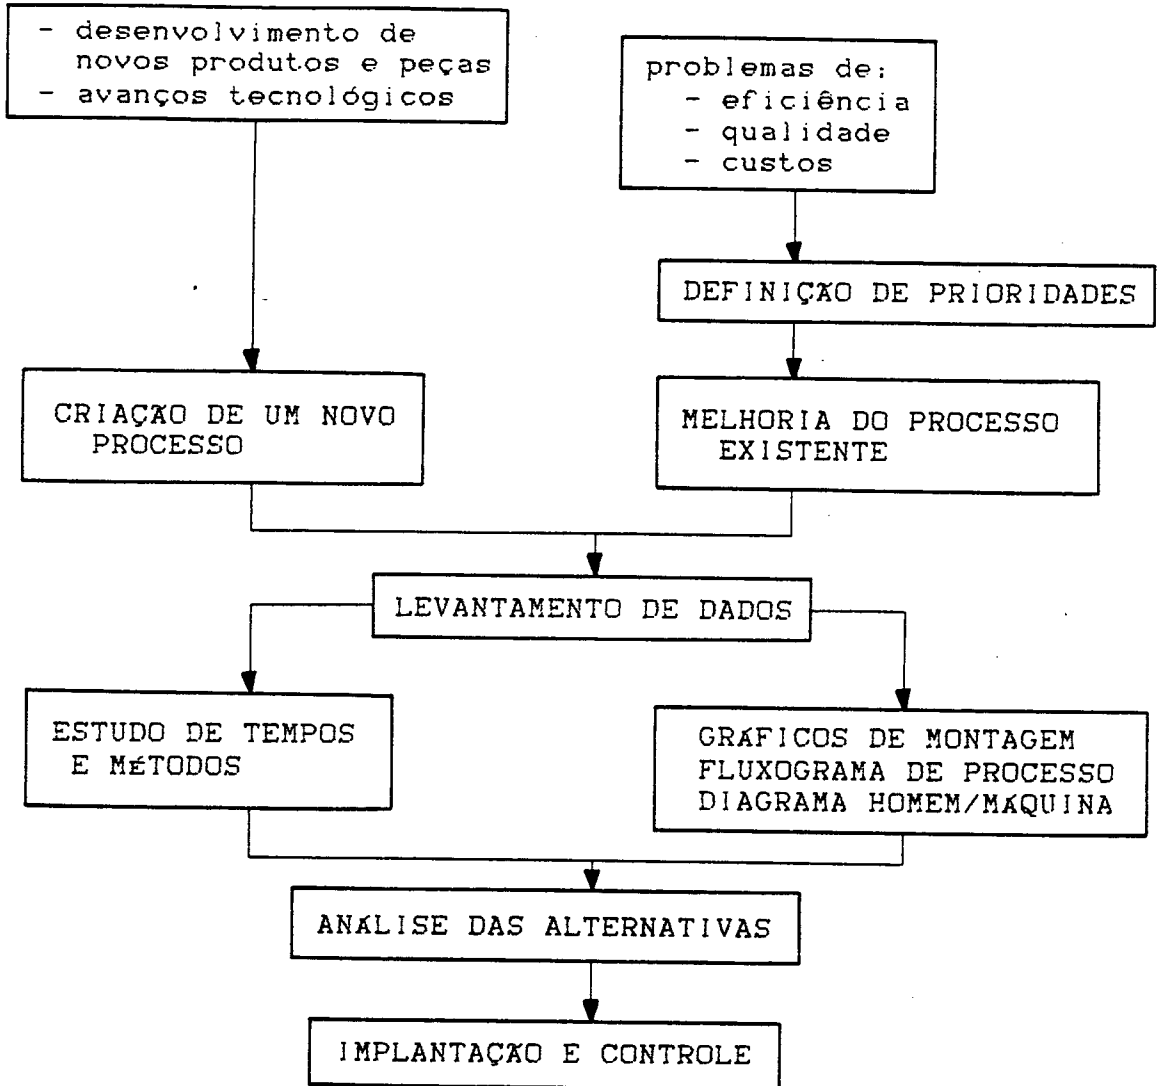 - desenvolvimento de
novos produtos e peças
- avanços tecnológicos
problemas de:
- eficiência
- qualidade
- custos
DEFINIÇÃO DE PRIORIDADES
CRIAÇÃO DE UM NOVO
PROCESSO
MELHORIA DO PROCESSO
EXISTENTE
LEVANTAMENTO DE DADOS
ESTUDO DE TEMPOS
E MÉTODOS
GRÁFICOS DE MONTAGEM
FLUXOGRAMA DE PROCESSO
DIAGRAMA HOMEM/MÁQUINA
ANÁLISE DAS ALTERNATIVAS
IMPLANTAÇÃO E CONTROLE